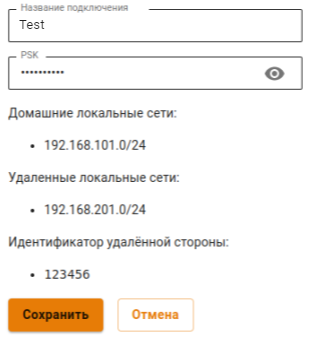 Название подключения
Test
PSK
••••••••••
Домашние локальные сети:
• 192.168.101.0/24
Удаленные локальные сети:
• 192.168.201.0/24
Идентификатор удалённой стороны:
• 123456
Сохранить Отмена